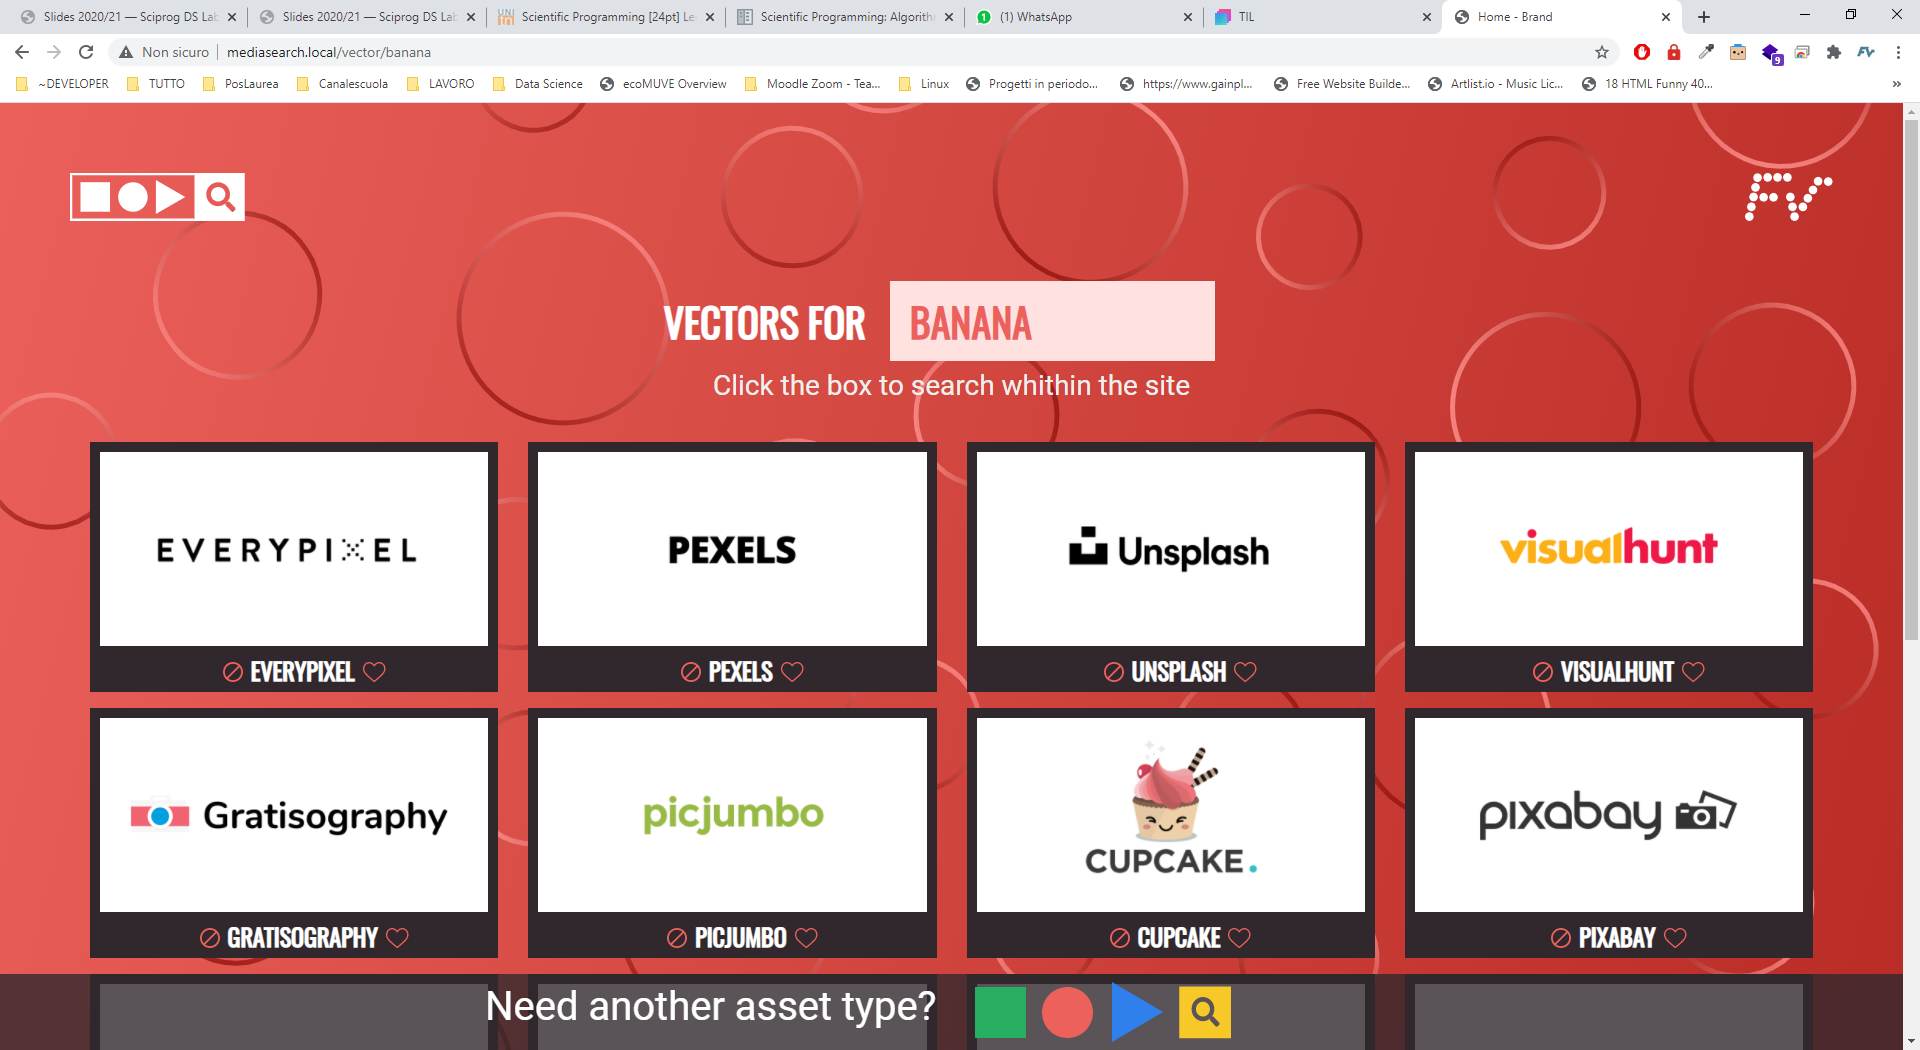 Slides 2020/21 — Sciprog DS Lab
Slides 2020/21 — Sciprog DS Lab
Scientific Programming [24pt] Le
Scientific Programming: Algorith
(1) WhatsApp
TIL
Home - Brand
Non sicuro
mediasearch.local/vector/banana
9
~DEVELOPER
TUTTO
PosLaurea
Canalescuola
LAVORO
Data Science
ecoMUVE Overview
Moodle Zoom - Tea...
Linux
Progetti in periodo...
https://www.gainpl...
Free Website Builde...
Artlist.io - Music Lic...
18 HTML Funny 40...
FV
VECTORS FOR BANANA
Click the box to search whithin the site
EVERYPIXEL
PEXELS
Unsplash
visualhunt
EVERYPIXEL
PEXELS
UNSPLASH
VISUALHUNT
Gratisography
picjumbo
CUPCAKE.
pixabay
GRATISOGRAPHY
PICJUMBO
CUPCAKE
PIXABAY
Need another asset type?